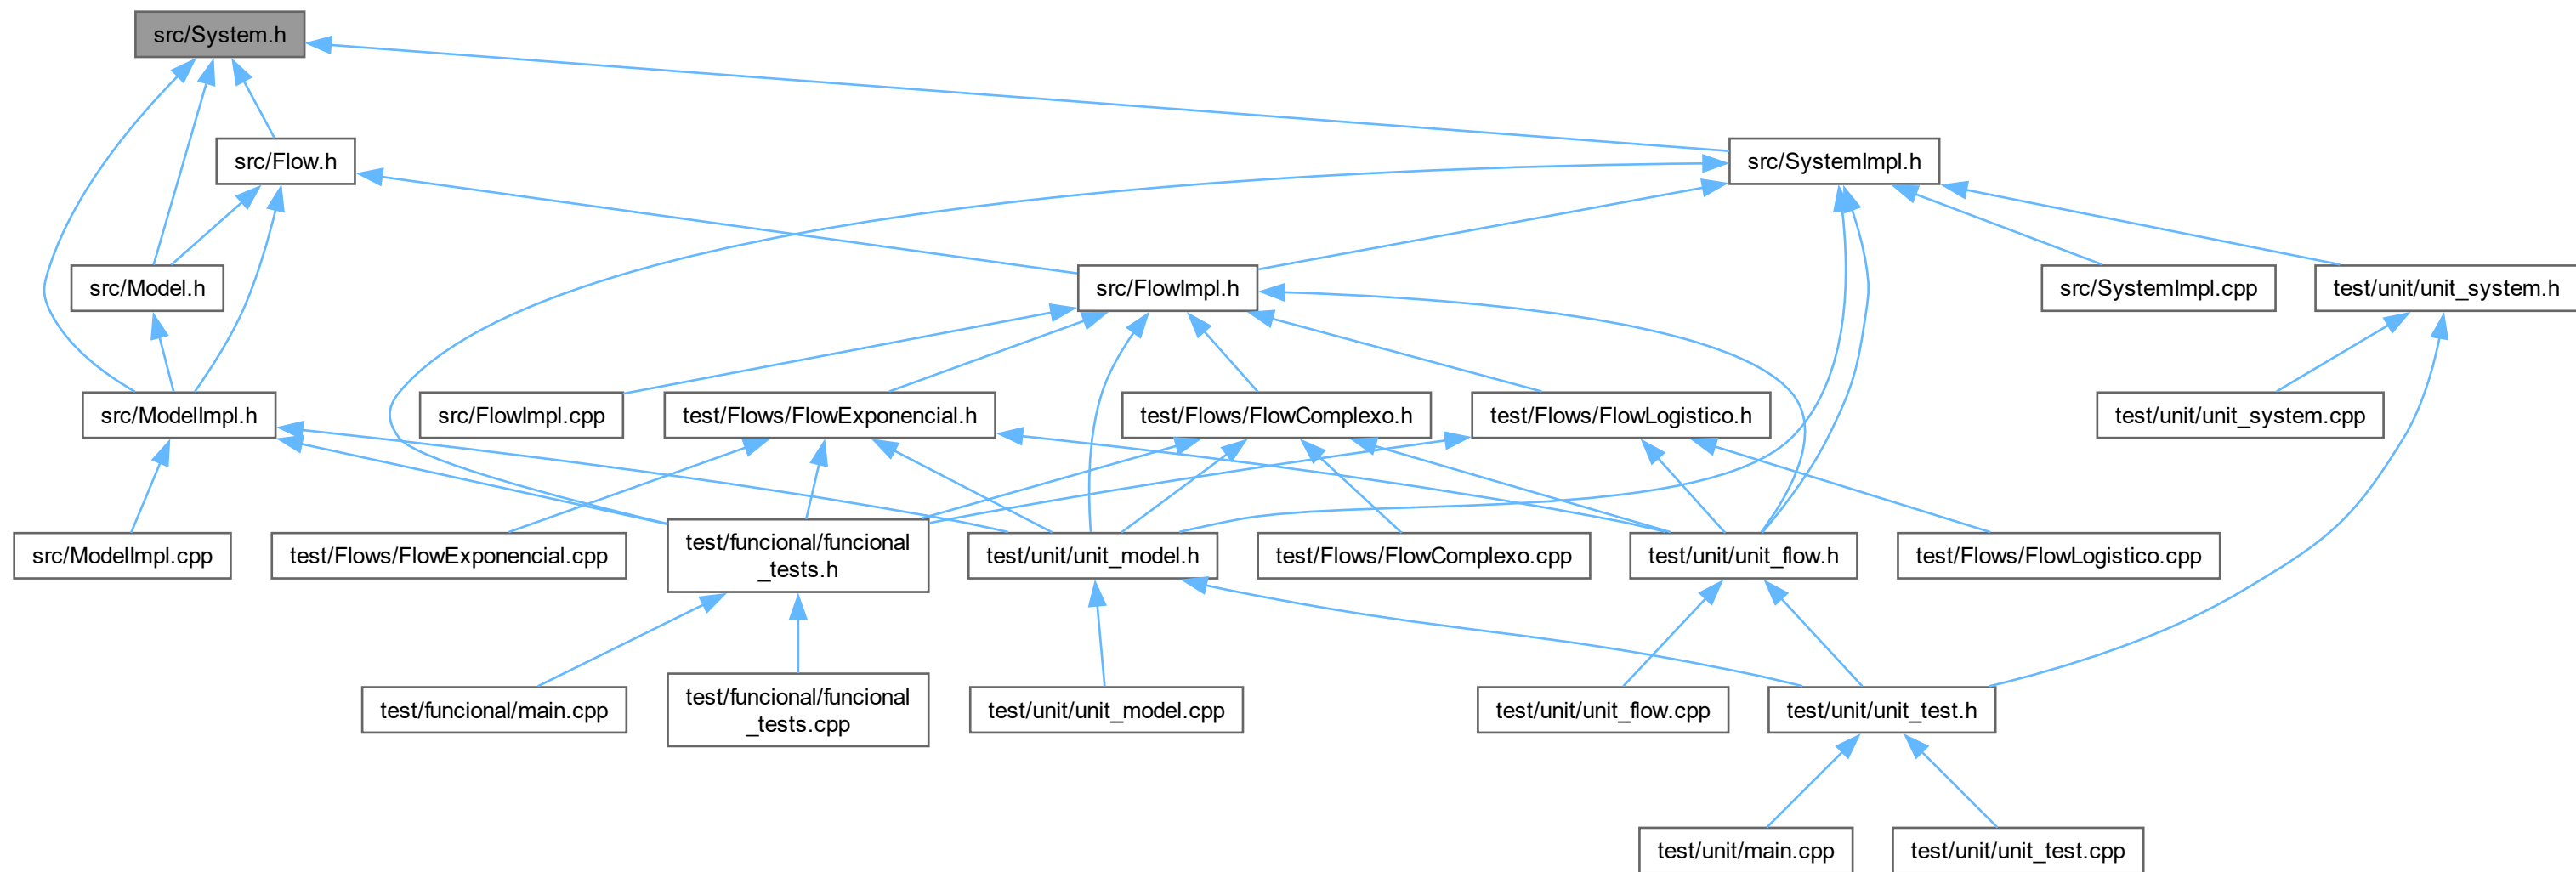 src/System.h
src/Flow.h
src/SystemImpl.h
src/Model.h
src/FlowImpl.h
src/SystemImpl.cpp
test/unit/unit_system.h
src/ModelImpl.h
src/FlowImpl.cpp
test/Flows/FlowExponencial.h
test/Flows/FlowComplexo.h
test/Flows/FlowLogistico.h
test/unit/unit_system.cpp
src/ModelImpl.cpp
test/Flows/FlowExponencial.cpp
test/funcional/funcional
_tests.h
test/unit/unit_model.h
test/Flows/FlowComplexo.cpp
test/unit/unit_flow.h
test/Flows/FlowLogistico.cpp
test/funcional/main.cpp
test/funcional/funcional
_tests.cpp
test/unit/unit_model.cpp
test/unit/unit_flow.cpp
test/unit/unit_test.h
test/unit/main.cpp
test/unit/unit_test.cpp